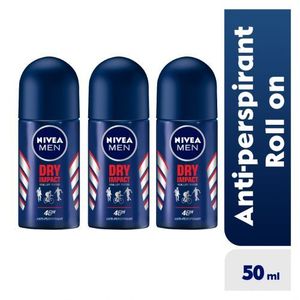 NIVEA
MEN
DRY
IMPACT
48H
NIVEA
MEN
DRY
IMPACT
48H
NIVEA
MEN
DRY
IMPACT
48H
Anti-perspirant
Roll on
50 ml